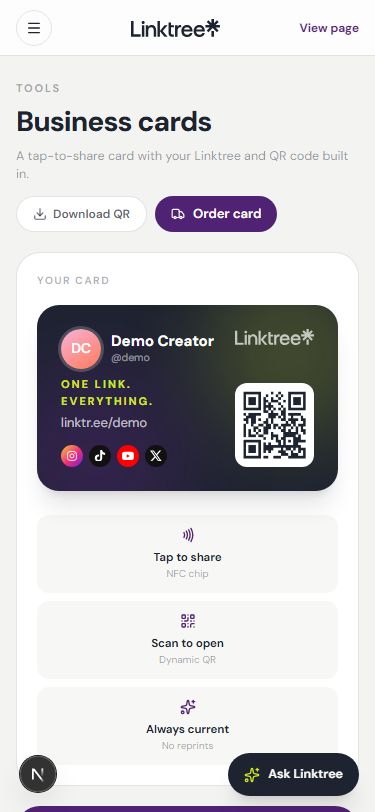 Linktree
View page
TOOLS
Business cards
A tap-to-share card with your Linktree and QR code built
in.
Download QR
Order card
YOUR CARD
DC
Demo Creator
@demo
Linktree
ONE LINK.
EVERYTHING.
linktr.ee/demo
Tap to share
NFC chip
Scan to open
Dynamic QR
Always current
No reprints
N
Ask Linktree